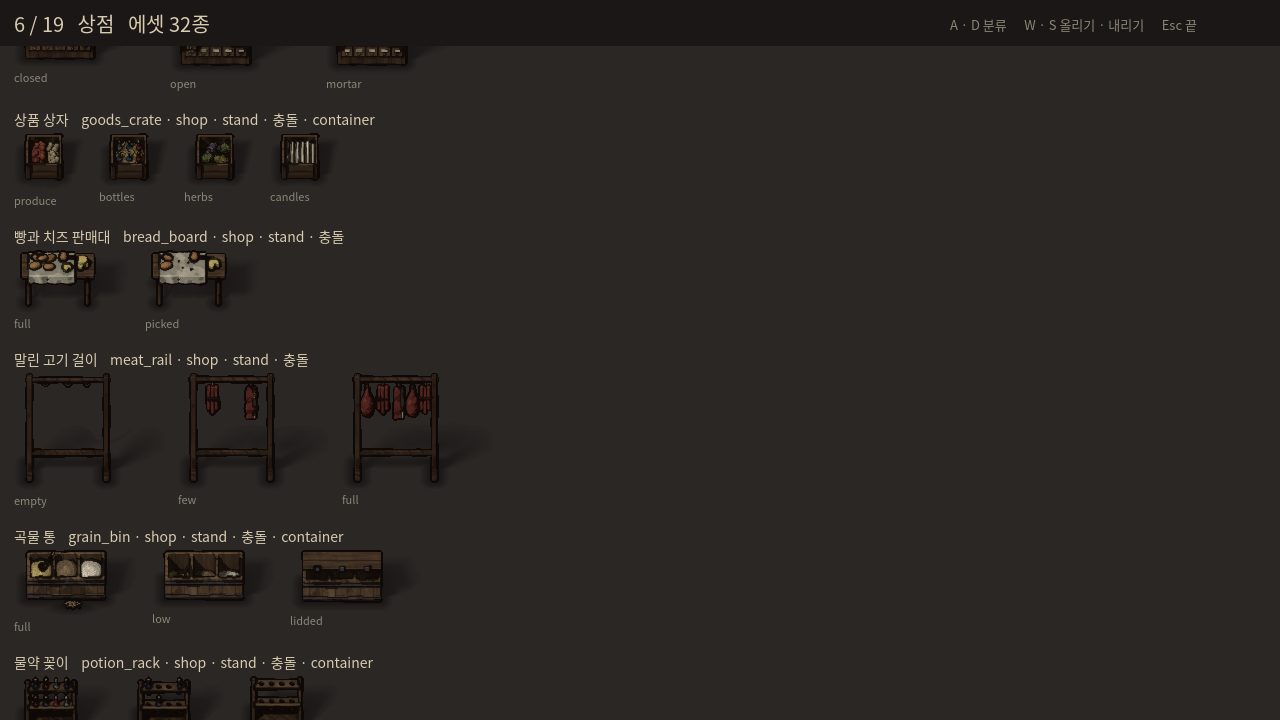 6 / 19 상점 에셋 32종 A · D 분류 W · S 올리기 · 내리기 Esc 끝
closed open mortar
상품 상자 goods_crate · shop · stand · 충돌 · container
produce bottles herbs candles
빵과 치즈 판매대 bread_board · shop · stand · 충돌
full picked
말린 고기 걸이 meat_rail · shop · stand · 충돌
empty few full
곡물 통 grain_bin · shop · stand · 충돌 · container
full low lidded
물약 꽂이 potion_rack · shop · stand · 충돌 · container